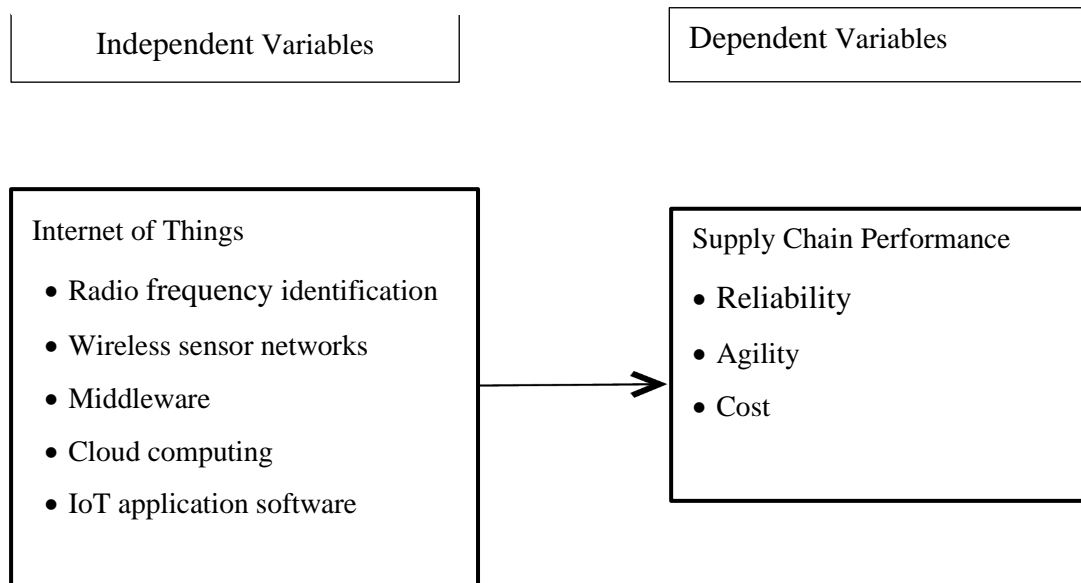 Independent Variables
Dependent Variables
Internet of Things
• Radio frequency identification
• Wireless sensor networks
• Middleware
• Cloud computing
• IoT application software
Supply Chain Performance
• Reliability
• Agility
• Cost